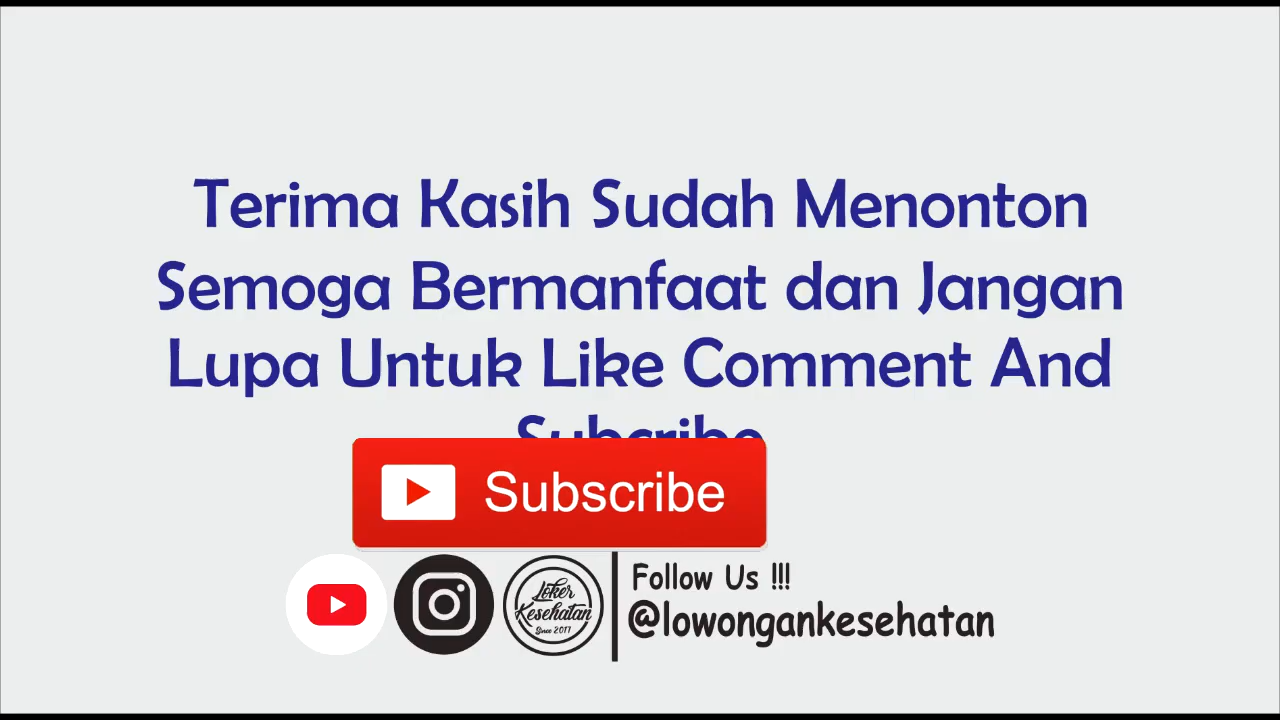 Terima Kasih Sudah Menonton
Semoga Bermanfaat dan Jangan
Lupa Untuk Like Comment And
Subcribe
Subscribe
Loker
Kesehatan
Since 2017
Follow Us !!!
@lowongankesehatan